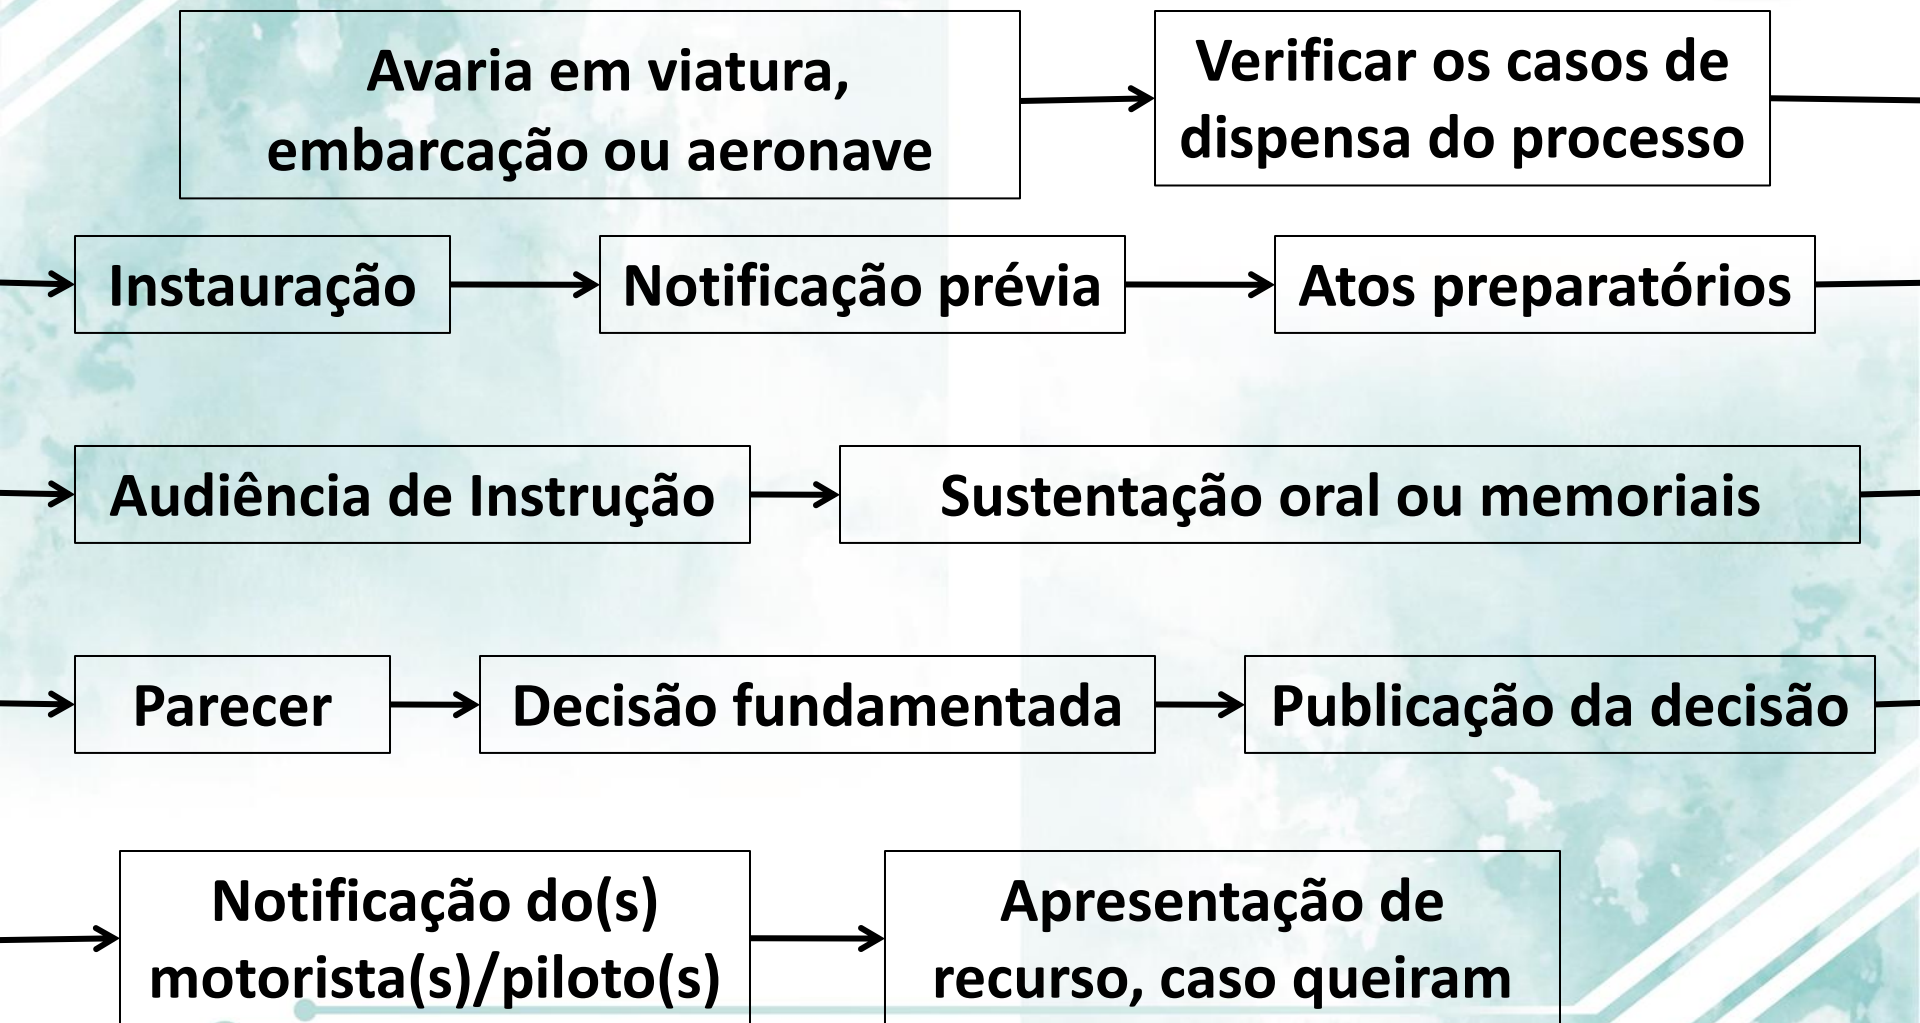 Avaria em viatura,
embarcação ou aeronave
Verificar os casos de
dispensa do processo
Instauração
Notificação prévia
Atos preparatórios
Audiência de Instrução
Sustentação oral ou memoriais
Parecer
Decisão fundamentada
Publicação da decisão
Notificação do(s)
motorista(s)/piloto(s)
Apresentação de
recurso, caso queiram